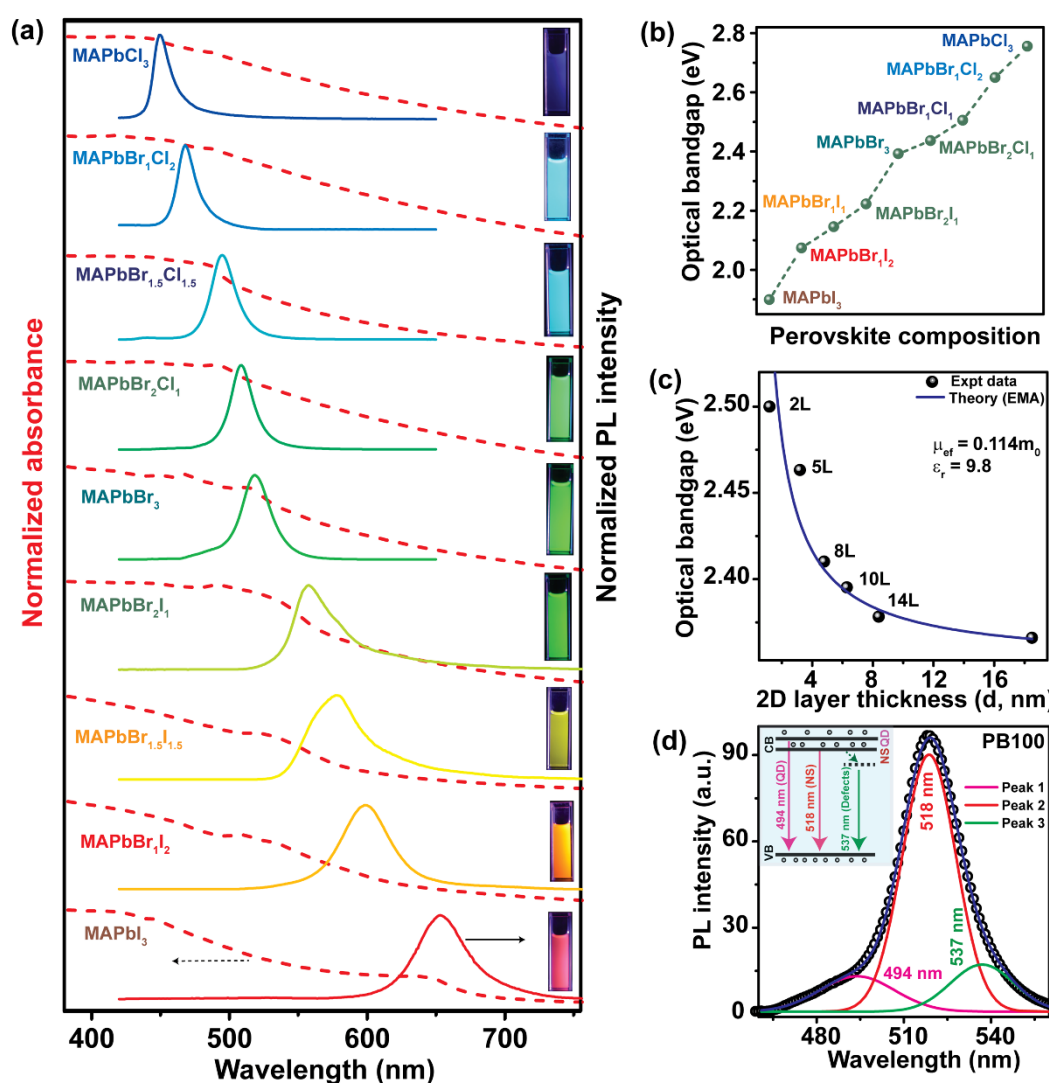 (a)
MAPbCl₃
MAPbBr₁Cl₂
MAPbBr₁.₅Cl₁.₅
MAPbBr₂Cl₁
MAPbBr₃
MAPbBr₂I₁
MAPbBr₁.₅I₁.₅
MAPbBr₁I₂
MAPbI₃
Normalized absorbance
Normalized PL intensity
400 500 600 700
Wavelength (nm)
(b)
Optical bandgap (eV)
2.8
2.6
2.4
2.2
2.0
MAPbCl₃
MAPbBr₁Cl₂
MAPbBr₁Cl₁
MAPbBr₃
MAPbBr₂Cl₁
MAPbBr₁I₁
MAPbBr₂I₁
MAPbBr₁I₂
MAPbI₃
Perovskite composition
(c)
Optical bandgap (eV)
2.50
2.45
2.40
Expt data
Theory (EMA)
μef = 0.114m₀
εr = 9.8
2L
5L
8L
10L
14L
4 8 12 16
2D layer thickness (d, nm)
(d)
PL intensity (a.u.)
90
60
30
0
PB100
Peak 1
Peak 2
Peak 3
CB
VB
QD
NS
494 nm (QD)
518 nm (NS)
537 nm (Defects)
518 nm
494 nm
537 nm
480 510 540
Wavelength (nm)